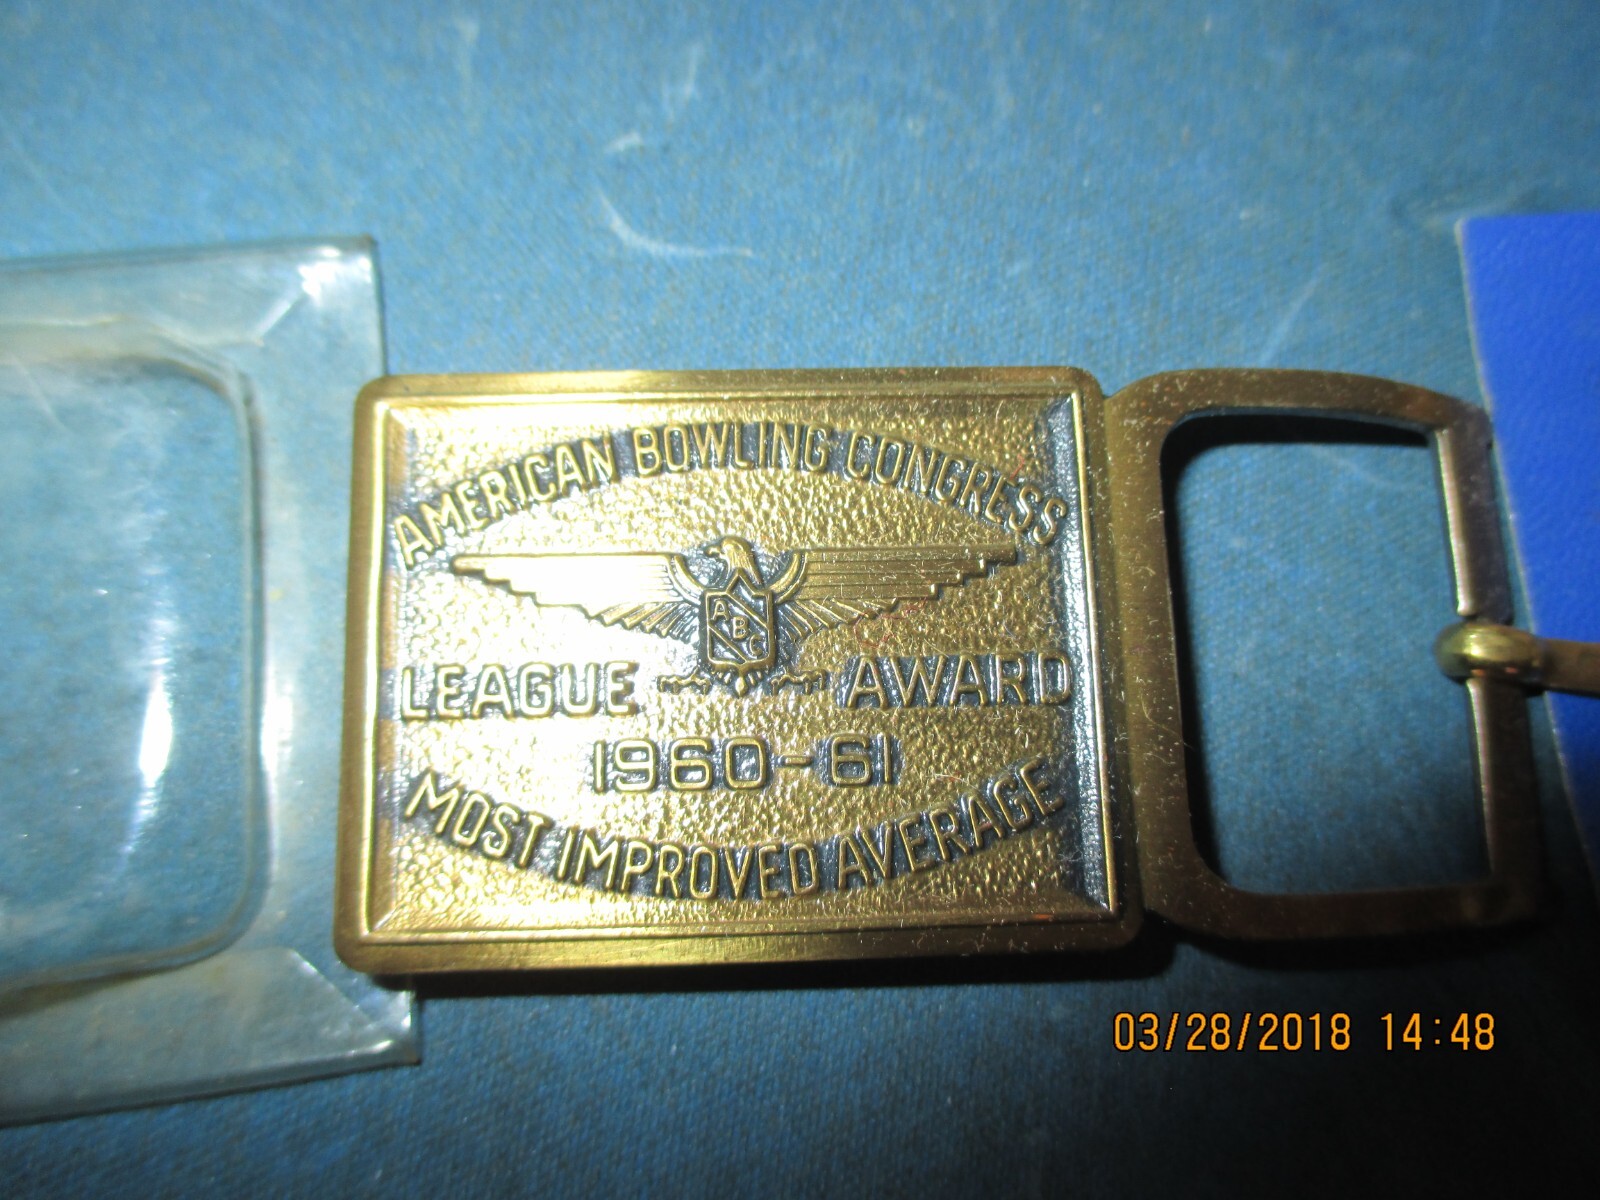 AMERICAN BOWLING CONGRESS
ABC
LEAGUE AWARD
1960-61
MOST IMPROVED AVERAGE
03/28/2018 14:48